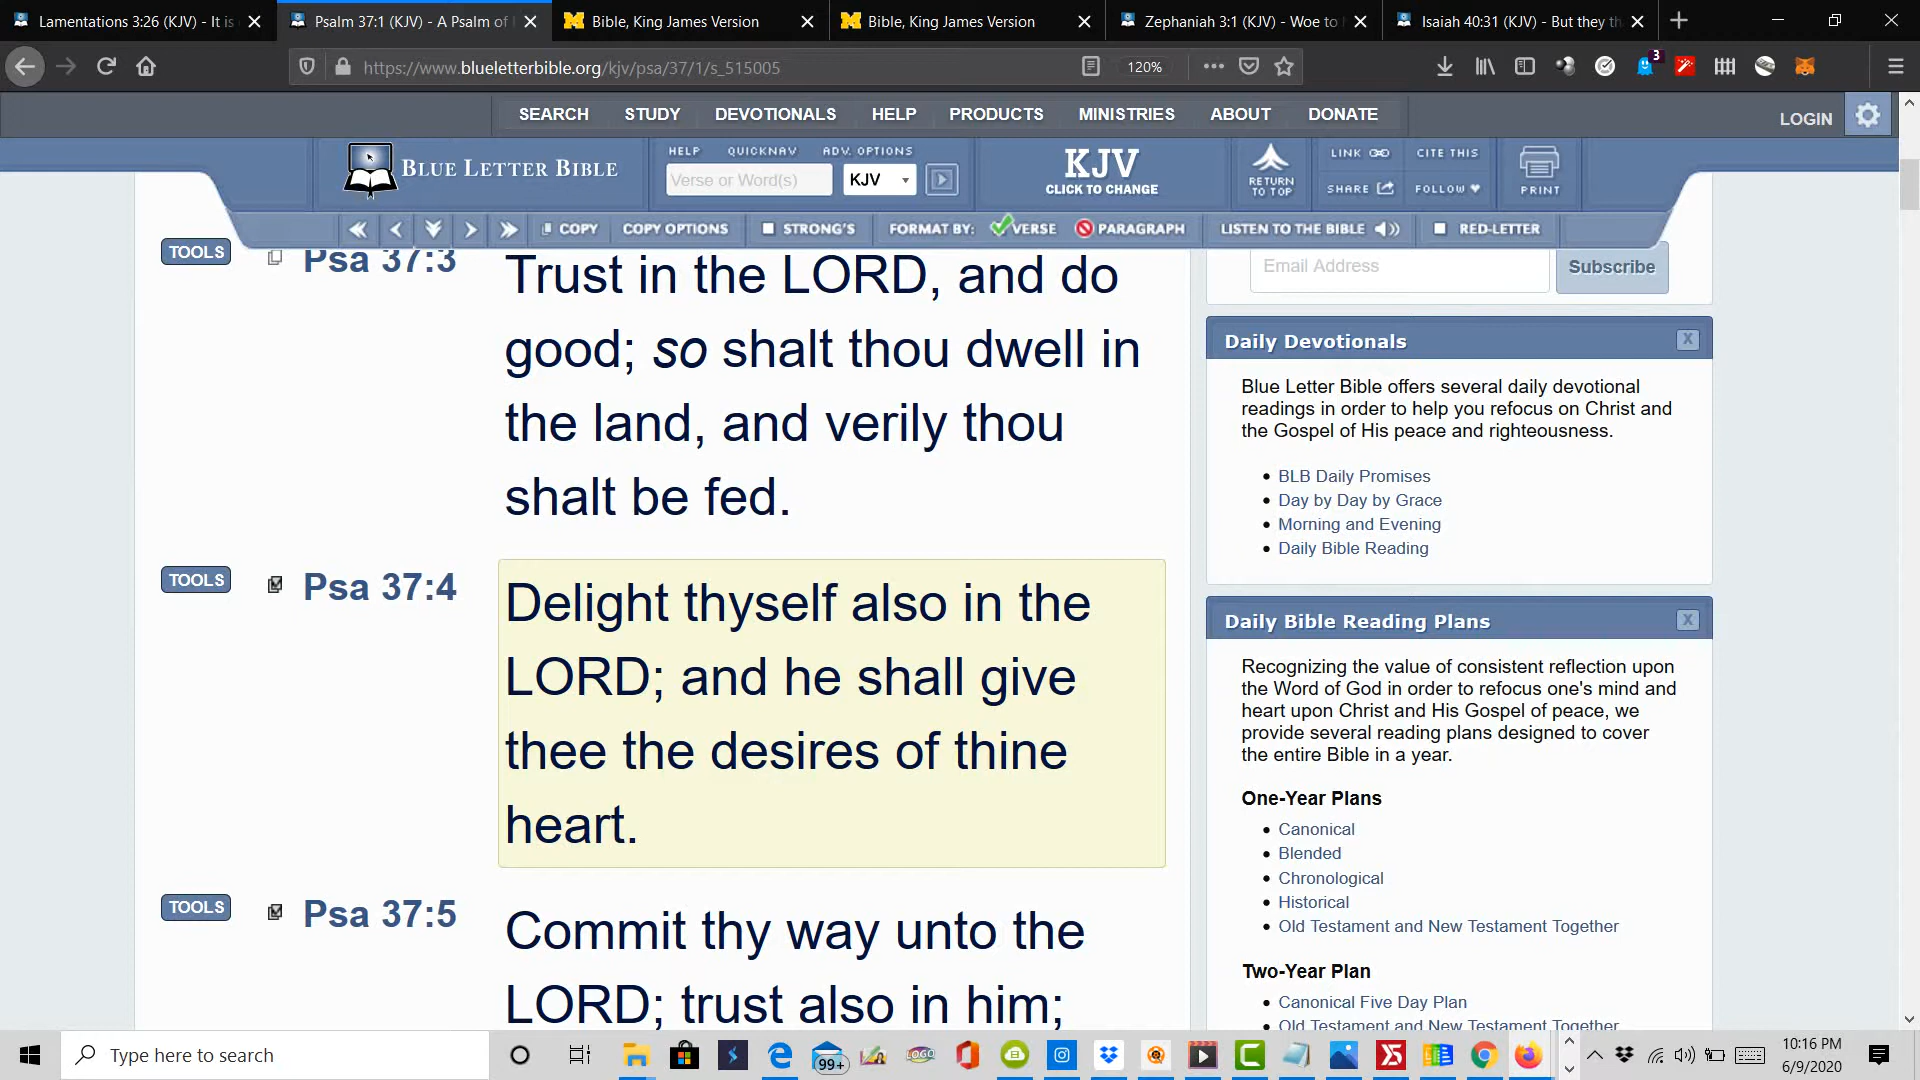 Lamentations 3:26 (KJV) - It is
Psalm 37:1 (KJV) - A Psalm of
Bible, King James Version
Bible, King James Version
Zephaniah 3:1 (KJV) - Woe to
Isaiah 40:31 (KJV) - But they th
https://www.blueletterbible.org/kjv/psa/37/1/s_515005
120%
3
SEARCH STUDY DEVOTIONALS HELP PRODUCTS MINISTRIES ABOUT DONATE
LOGIN
BLUE LETTER BIBLE
HELP QUICKNAV ADV. OPTIONS
Verse or Word(s)
KJV
KJV
CLICK TO CHANGE
RETURN
TO TOP
LINK CITE THIS
SHARE FOLLOW
PRINT
COPY COPY OPTIONS STRONG'S FORMAT BY: VERSE PARAGRAPH LISTEN TO THE BIBLE RED-LETTER
TOOLS
Psa 37:3
Trust in the LORD, and do
good; so shalt thou dwell in
the land, and verily thou
shalt be fed.
TOOLS
Psa 37:4
Delight thyself also in the
LORD; and he shall give
thee the desires of thine
heart.
TOOLS
Psa 37:5
Commit thy way unto the
LORD; trust also in him;
Email Address
Subscribe
Daily Devotionals
X
Blue Letter Bible offers several daily devotional
readings in order to help you refocus on Christ and
the Gospel of His peace and righteousness.
BLB Daily Promises
Day by Day by Grace
Morning and Evening
Daily Bible Reading
Daily Bible Reading Plans
X
Recognizing the value of consistent reflection upon
the Word of God in order to refocus one's mind and
heart upon Christ and His Gospel of peace, we
provide several reading plans designed to cover
the entire Bible in a year.
One-Year Plans
Canonical
Blended
Chronological
Historical
Old Testament and New Testament Together
Two-Year Plan
Canonical Five Day Plan
Old Testament and New Testament Together
Type here to search
99+
LOGO
10:16 PM
6/9/2020